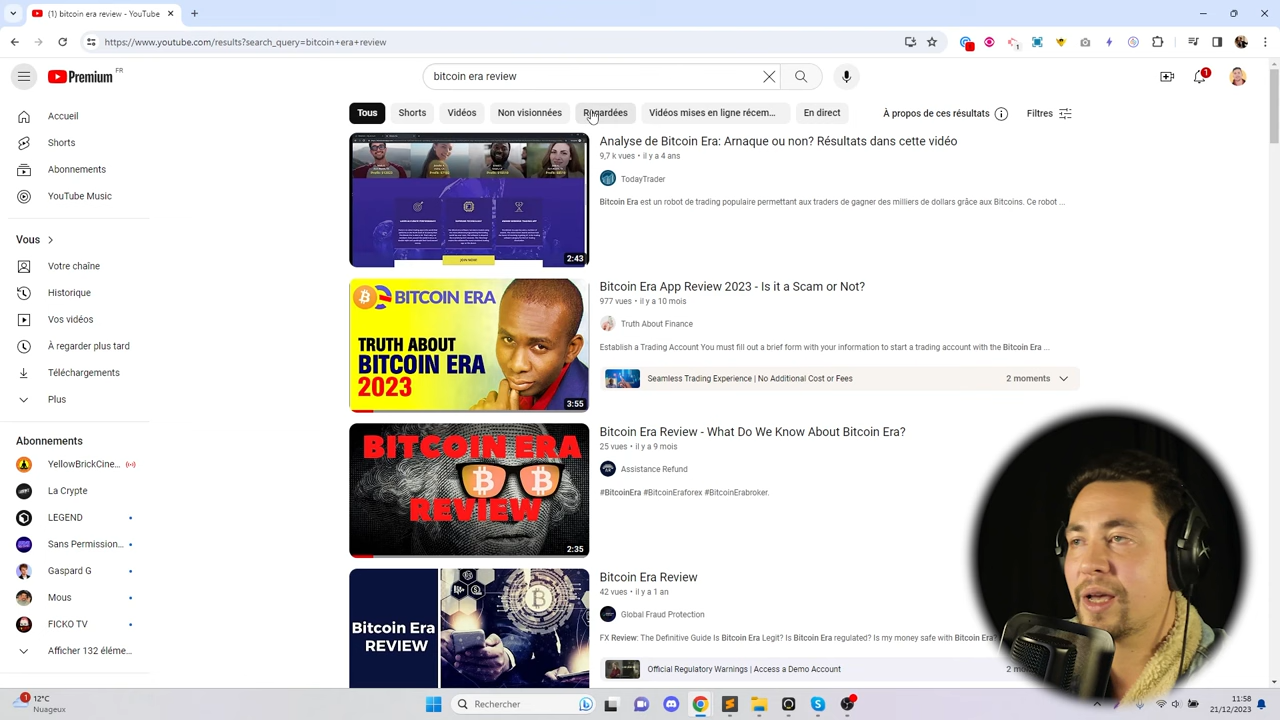 (1) bitcoin era review - YouTube
https://www.youtube.com/results?search_query=bitcoin+era+review
Premium FR
bitcoin era review
1
Tous
Shorts
Vidéos
Non visionnées
Regardées
Vidéos mises en ligne récem...
En direct
À propos de ces résultats
Filtres
Accueil
Shorts
Abonnements
YouTube Music
Vous
Votre chaîne
Historique
Vos vidéos
À regarder plus tard
Téléchargements
Plus
Abonnements
YellowBrickCine...
La Crypte
LEGEND
Sans Permission...
Gaspard G
Mous
FICKO TV
Afficher 132 éléme...
JOIN NOW
2:43
Analyse de Bitcoin Era: Arnaque ou non? Résultats dans cette vidéo
9,7 k vues • il y a 4 ans
TodayTrader
Bitcoin Era est un robot de trading populaire permettant aux traders de gagner des milliers de dollars grâce aux Bitcoins. Ce robot ...
BITCOIN ERA
TRUTH ABOUT
BITCOIN ERA
2023
3:55
Bitcoin Era App Review 2023 - Is it a Scam or Not?
977 vues • il y a 10 mois
Truth About Finance
Establish a Trading Account You must fill out a brief form with your information to start a trading account with the Bitcoin Era ...
Seamless Trading Experience | No Additional Cost or Fees
2 moments
BITCOIN ERA
REVIEW
2:35
Bitcoin Era Review - What Do We Know About Bitcoin Era?
25 vues • il y a 9 mois
Assistance Refund
#BitcoinEra #BitcoinEraforex #BitcoinErabroker.
Bitcoin Era
REVIEW
Bitcoin Era Review
42 vues • il y a 1 an
Global Fraud Protection
FX Review: The Definitive Guide Is Bitcoin Era Legit? Is Bitcoin Era regulated? Is my money safe with Bitcoin Era
Official Regulatory Warnings | Access a Demo Account
1
12°C
Nuageux
Rechercher
11:58
21/12/2023